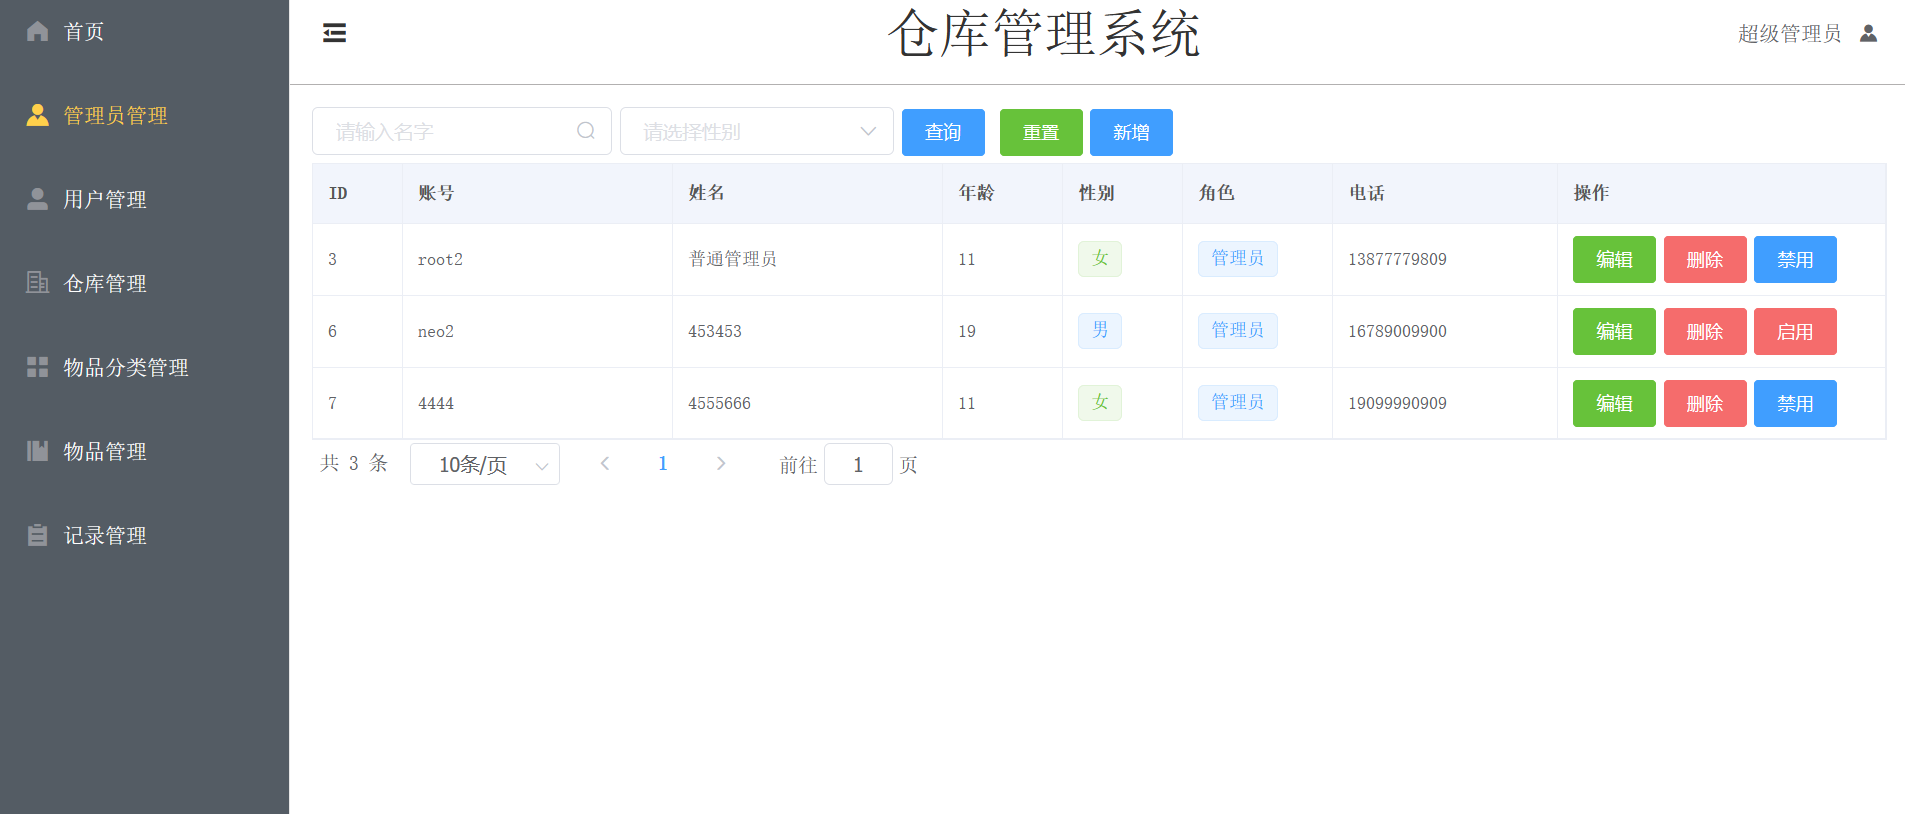 首页
管理员管理
用户管理
仓库管理
物品分类管理
物品管理
记录管理
仓库管理系统
超级管理员
请输入名字 请选择性别 查询 重置 新增
ID 账号 姓名 年龄 性别 角色 电话 操作
3 root2 普通管理员 11 女 管理员 13877779809 编辑 删除 禁用
6 neo2 453453 19 男 管理员 16789009900 编辑 删除 启用
7 4444 4555666 11 女 管理员 19099990909 编辑 删除 禁用
共 3 条 10条/页 1 前往 1 页